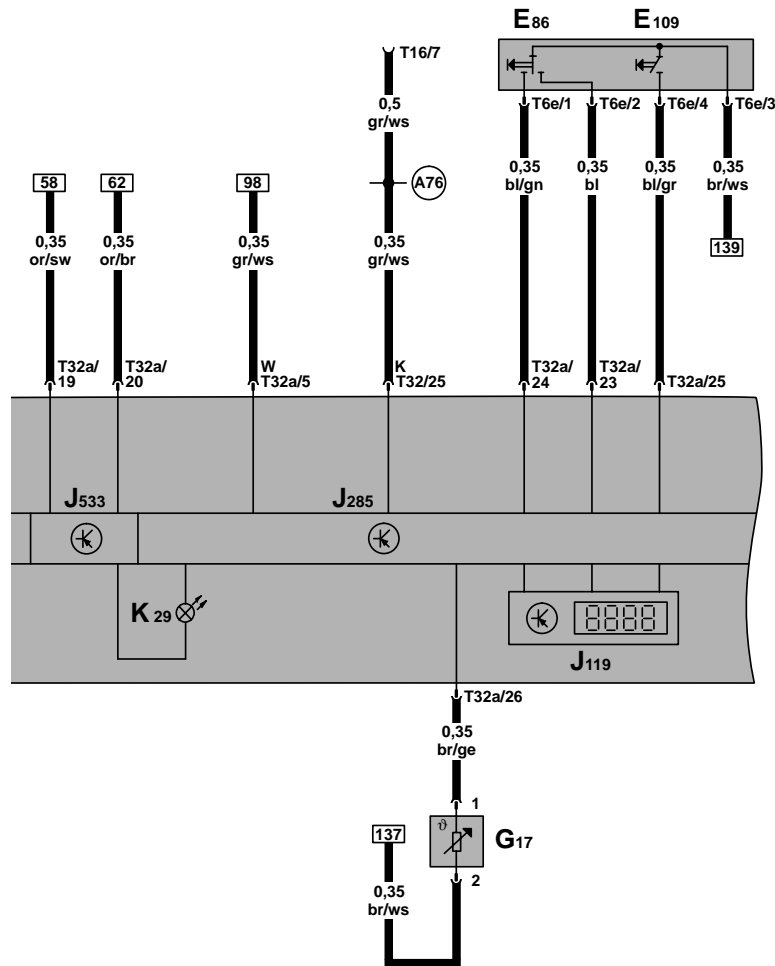 E86 E109
T16/7
T6e/1 T6e/2 T6e/4 T6e/3
0,5
gr/ws
0,35 0,35 0,35 0,35
bl/gn bl bl/gr br/ws
58 62 98 A76
0,35 0,35 0,35 0,35
or/sw or/br gr/ws gr/ws
139
T32a/ T32a/ W K T32a/ T32a/
19 20 T32a/5 T32/25 24 23 T32a/25
J533 J285
K29
8888
J119
T32a/26
0,35
br/ge
1
137 ϑ G17
2
0,35
br/ws